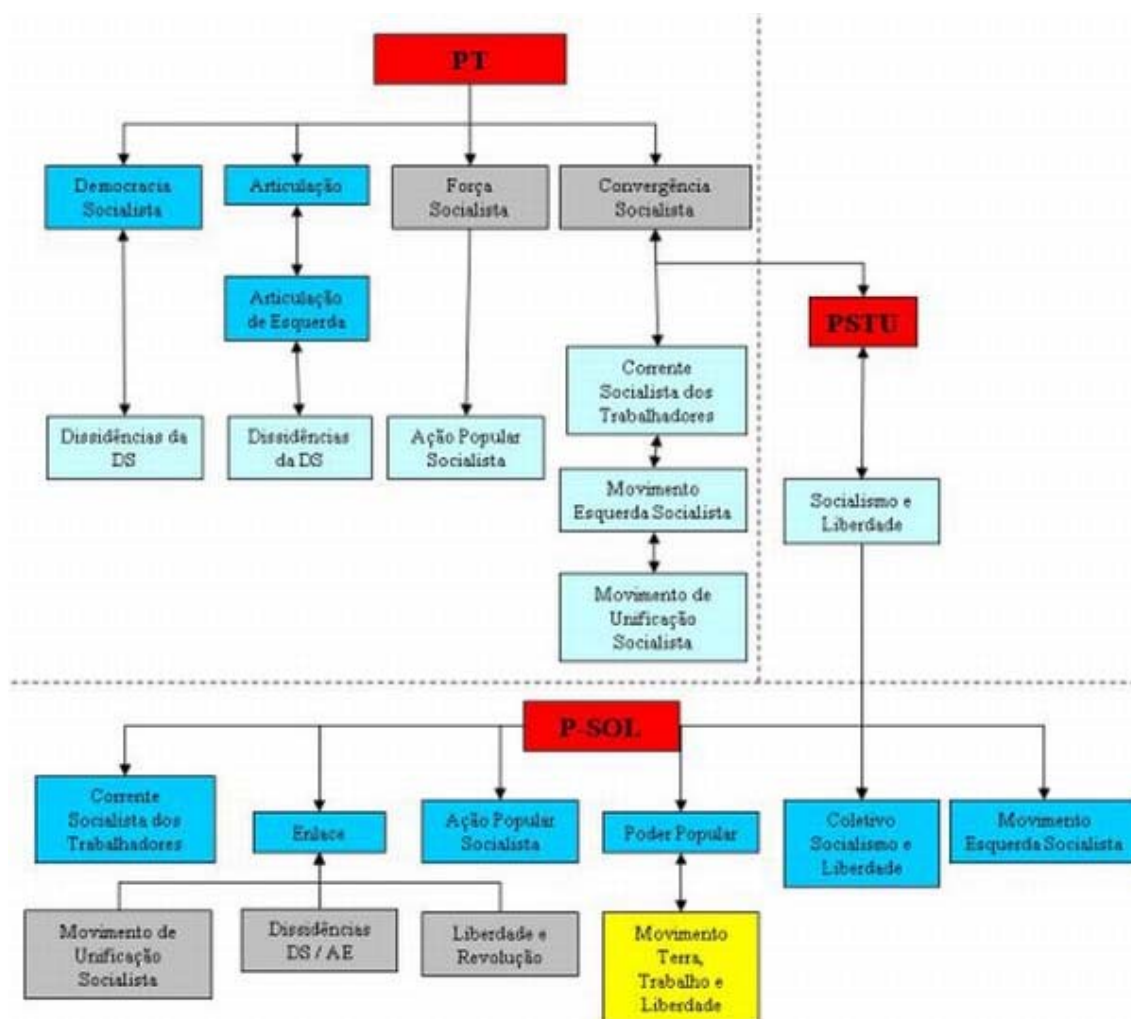 PT
Democracia
Socialista
Articulação
Força
Socialista
Convergência
Socialista
Articulação
de Esquerda
PSTU
Corrente
Socialista dos
Trabalhadores
Dissidências da
DS
Dissidências
da DS
Ação Popular
Socialista
Movimento
Esquerda Socialista
Socialismo e
Liberdade
Movimento de
Unificação
Socialista
P-SOL
Corrente
Socialista dos
Trabalhadores
Enlace
Ação Popular
Socialista
Poder Popular
Coletivo
Socialismo e
Liberdade
Movimento
Esquerda Socialista
Movimento de
Unificação
Socialista
Dissidências
DS / AE
Liberdade e
Revolução
Movimento
Terra,
Trabalho e
Liberdade